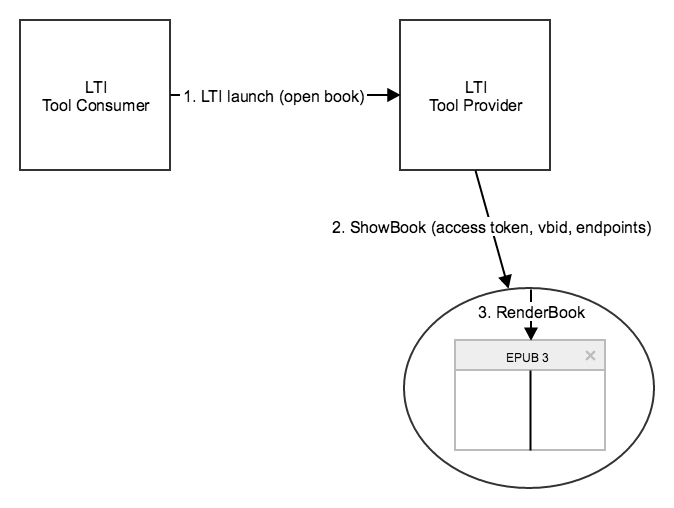 LTI
Tool Consumer
1. LTI launch (open book)
LTI
Tool Provider
2. ShowBook (access token, vbid, endpoints)
3. RenderBook
EPUB 3